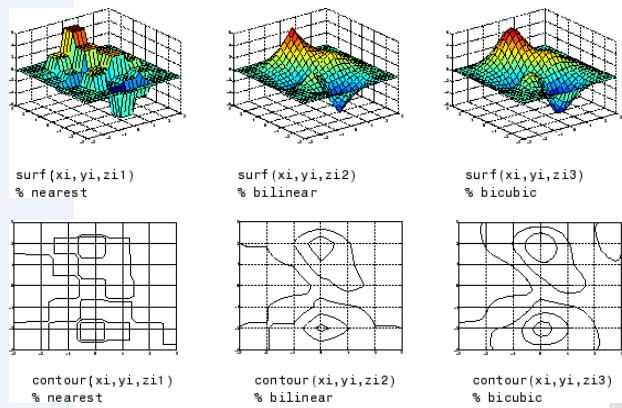 surf(xi,yi,zi1)
% nearest
surf(xi,yi,zi2)
% bilinear
surf(xi,yi,zi3)
% bicubic
contour(xi,yi,zi1)
% nearest
contour(xi,yi,zi2)
% bilinear
contour(xi,yi,zi3)
% bicubic